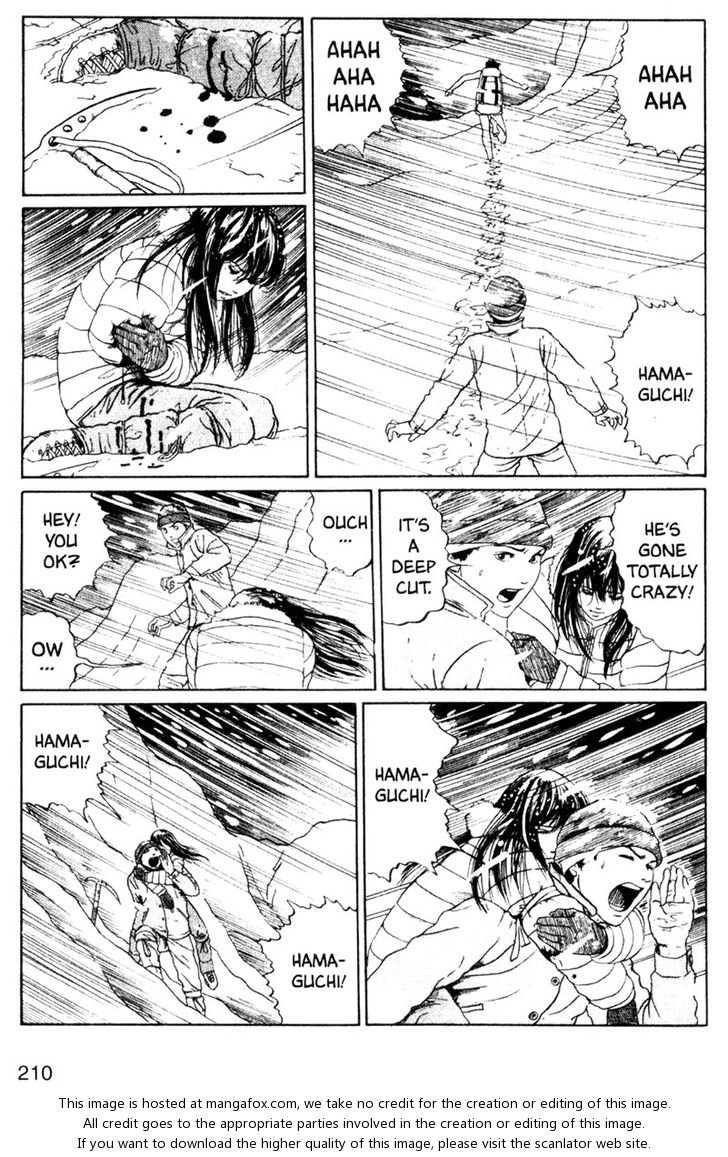 AHAH
AHA
HAHA
AHAH
AHA
HAMA-
GUCHI!
HEY!
YOU
OK?
OUCH
...
OW
...
IT'S
A
DEEP
CUT.
HE'S
GONE
TOTALLY
CRAZY!
HAMA-
GUCHI!
HAMA-
GUCHI!
HAMA-
GUCHI!
210
This image is hosted at mangafox.com, we take no credit for the creation or editing of this image.
All credit goes to the appropriate parties involved in the creation or editing of this image.
If you want to download the higher quality of this image, please visit the scanlator web site.